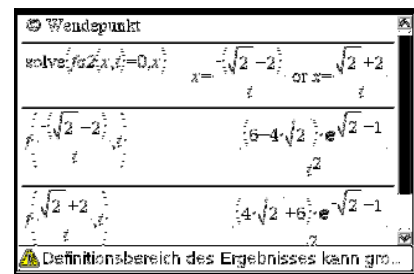 © Wendepunkt
solve(fa2(x,t)=0,x) x=-(√2-2)/t or x=(√2+2)/t
f(-(√2-2)/t,t) (6-4·√2)·e^(√2-1)/t^2
f((√2+2)/t,t) (4·√2+6)·e^(-√2-1)
Definitionsbereich des Ergebnisses kann gro...